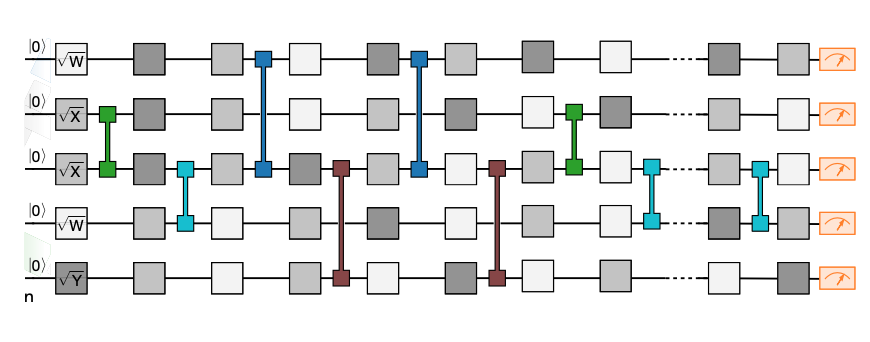 |0⟩ √W
|0⟩ √X
|0⟩ √X
|0⟩ √W
|0⟩ √Y
n